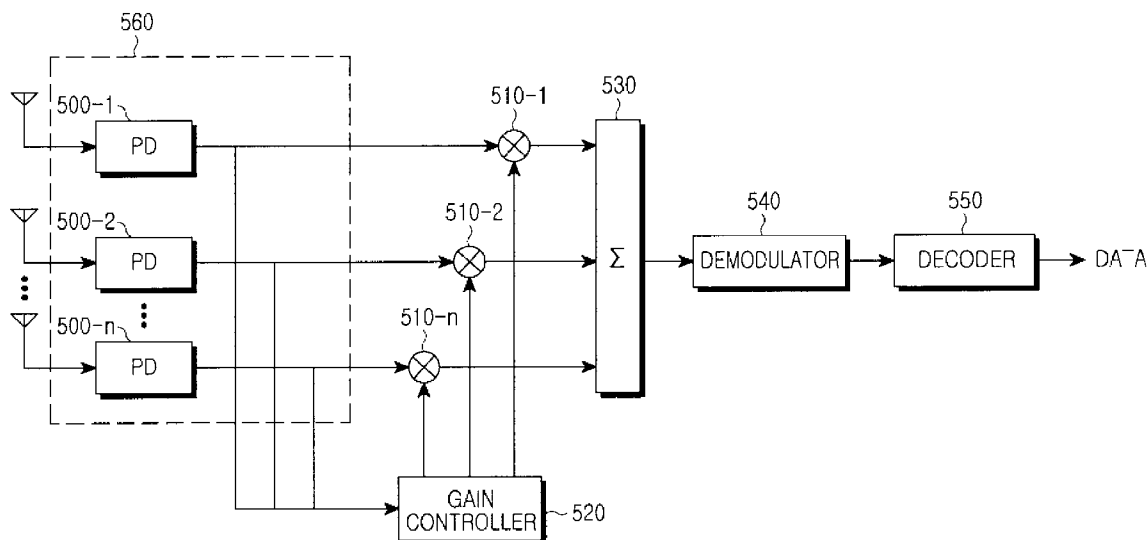 560
500-1
PD
510-1
530
500-2
PD
510-2
Σ
540
DEMODULATOR
550
DECODER
DA¯A
500-n
PD
510-n
GAIN
CONTROLLER
520